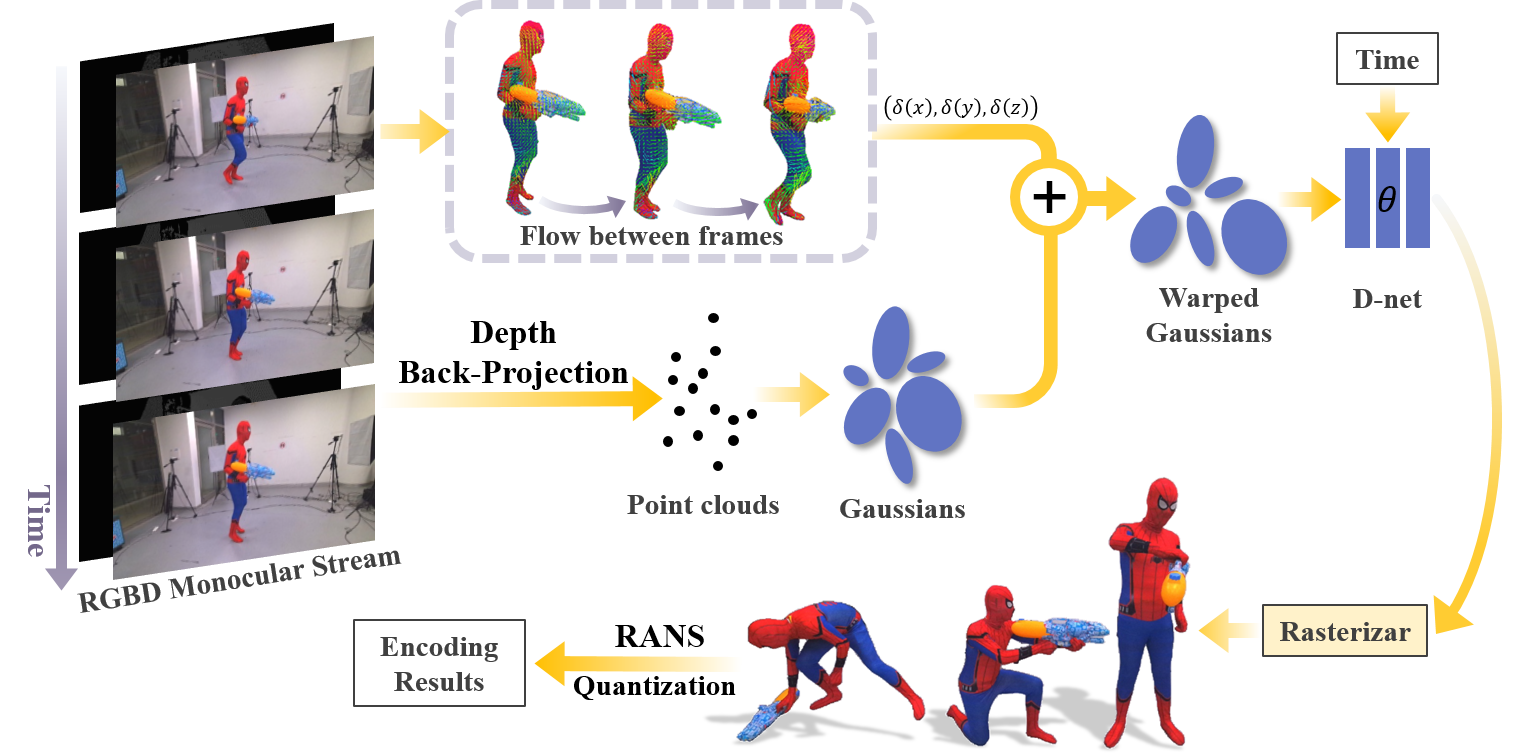 Time
(δ(x), δ(y), δ(z))
Flow between frames
+
θ
D-net
Warped
Gaussians
Depth
Back-Projection
Point clouds
Gaussians
Time
RGBD Monocular Stream
Rasterizar
RANS
Quantization
Encoding
Results